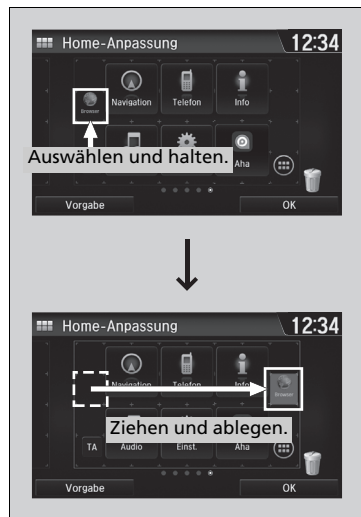 Home-Anpassung 12:34
Browser Navigation Telefon Info
Aha
Auswählen und halten.
Vorgabe OK
Home-Anpassung 12:34
Navigation Telefon Info Browser
Ziehen und ablegen.
TA Audio Einst. Aha
Vorgabe OK